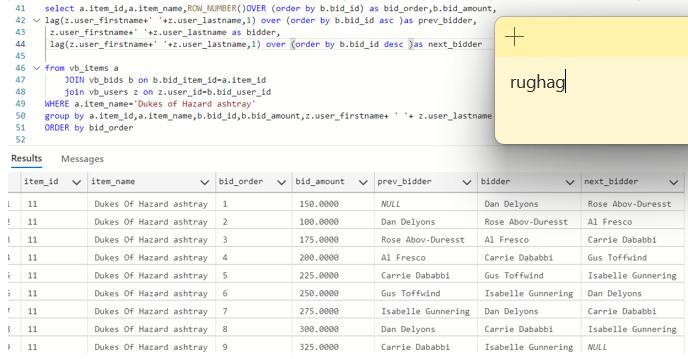 41 select a.item_id,a.item_name,ROW_NUMBER()OVER (order by b.bid_id) as bid_order,b.bid_amount,
42 lag(z.user_firstname+' '+z.user_lastname,1) over (order by b.bid_id asc )as prev_bidder,
43 z.user_firstname+' '+z.user_lastname as bidder,
44 lag(z.user_firstname+' '+z.user_lastname,1) over (order by b.bid_id desc )as next_bidder
45
46 from vb_items a
47 JOIN vb_bids b on b.bid_item_id=a.item_id
48 join vb_users z on z.user_id=b.bid_user_id
49 WHERE a.item_name='Dukes of Hazard ashtray'
50 group by a.item_id,a.item_name,b.bid_id,b.bid_amount,z.user_firstname+ ' '+ z.user_lastname
51 ORDER by bid_order
52
rughag
Results Messages
item_id item_name bid_order bid_amount prev_bidder bidder next_bidder
1 11 Dukes Of Hazard ashtray 1 150.0000 NULL Dan Delyons Rose Abov-Duresst
2 11 Dukes Of Hazard ashtray 2 100.0000 Dan Delyons Rose Abov-Duresst Al Fresco
3 11 Dukes Of Hazard ashtray 3 175.0000 Rose Abov-Duresst Al Fresco Carrie Dababbi
4 11 Dukes Of Hazard ashtray 4 200.0000 Al Fresco Carrie Dababbi Gus Toffwind
5 11 Dukes Of Hazard ashtray 5 225.0000 Carrie Dababbi Gus Toffwind Isabelle Gunnering
6 11 Dukes Of Hazard ashtray 6 250.0000 Gus Toffwind Isabelle Gunnering Dan Delyons
7 11 Dukes Of Hazard ashtray 7 275.0000 Isabelle Gunnering Dan Delyons Carrie Dababbi
8 11 Dukes Of Hazard ashtray 8 300.0000 Dan Delyons Carrie Dababbi Isabelle Gunnering
9 11 Dukes Of Hazard ashtray 9 325.0000 Carrie Dababbi Isabelle Gunnering NULL